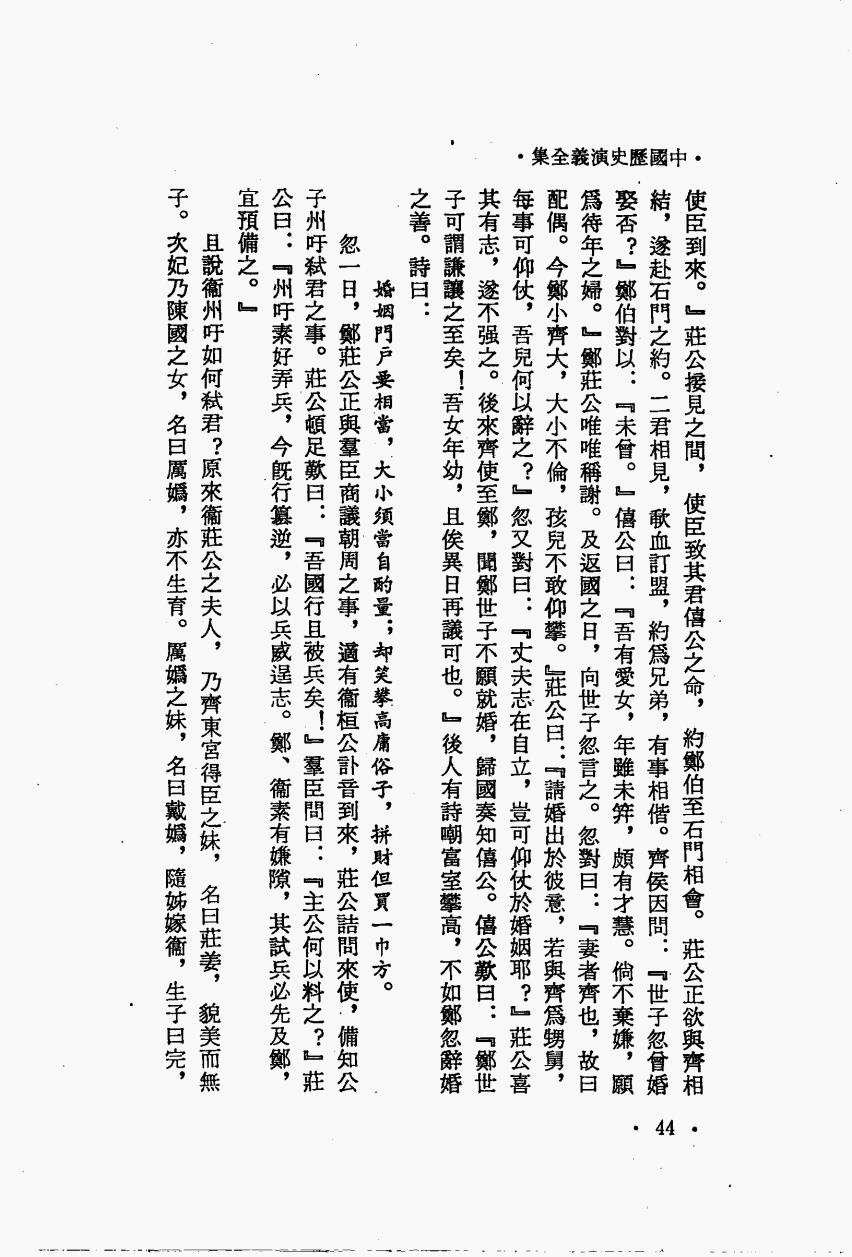 ・中國歷史演義全集・
使臣到來。』莊公接見之間，使臣致其君僖公之命，約鄭伯至石門相會。莊公正欲與齊相
結，遂赴石門之約。二君相見，歃血訂盟，約爲兄弟，有事相偕。齊侯因問：『世子忽曾婚
娶否？』鄭伯對以：『未曾。』僖公曰：『吾有愛女，年雖未笄，頗有才慧。倘不棄嫌，願
爲待年之婦。』鄭莊公唯唯稱謝。及返國之日，向世子忽言之。忽對曰：『妻者齊也，故曰
配偶。今鄭小齊大，大小不倫，孩兒不敢仰攀。』莊公曰：『請婚出於彼意，若與齊爲甥舅，
每事可仰仗，吾兒何以辭之？』忽又對曰：『丈夫志在自立，豈可仰仗於婚姻耶？』莊公喜
其有志，遂不强之。後來齊使至鄭，聞鄭世子不願就婚，歸國奏知僖公。僖公歎曰：『鄭世
子可謂謙讓之至矣！吾女年幼，且俟異日再議可也。』後人有詩嘲富室攀高，不如鄭忽辭婚
之善。詩曰：
婚姻門戶要相當，大小須當自酌量；却笑攀高庸俗子，拼財但買一巾方。
忽一日，鄭莊公正與羣臣商議朝周之事，適有衞桓公訃音到來，莊公詰問來使，備知公
子州吁弒君之事。莊公頓足歎曰：『吾國行且被兵矣！』羣臣問曰：『主公何以料之？』莊
公曰：『州吁素好弄兵，今旣行篡逆，必以兵威逞志。鄭、衞素有嫌隙，其試兵必先及鄭，
宜預備之。』
且說衞州吁如何弒君？原來衞莊公之夫人，乃齊東宮得臣之妹，名曰莊姜，貌美而無
子。次妃乃陳國之女，名曰厲嬀，亦不生育。厲嬀之妹，名曰戴嬀，隨姊嫁衞，生子曰完，
・44・